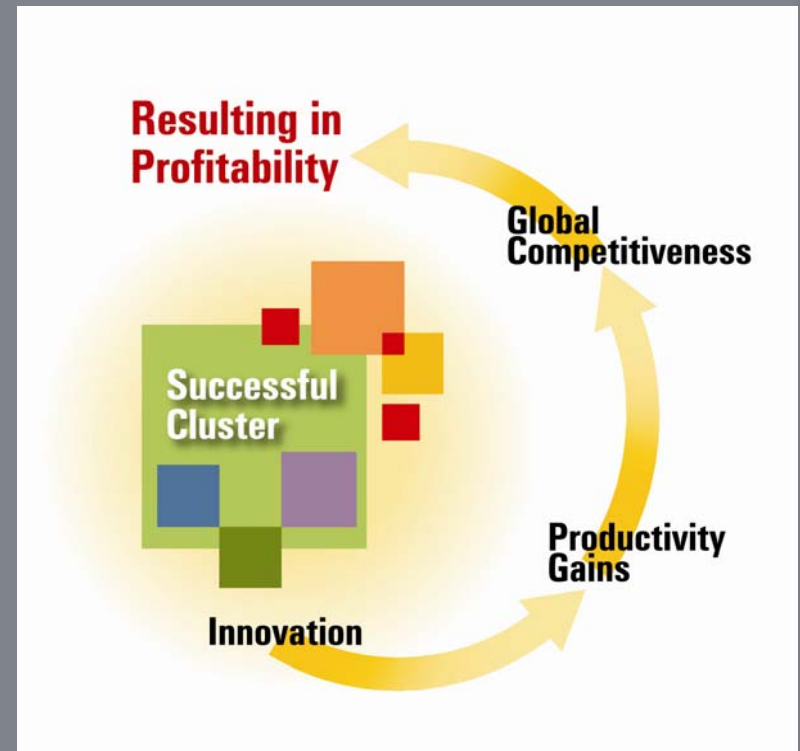 Resulting in
Profitability
Global
Competitiveness
Successful
Cluster
Productivity
Gains
Innovation